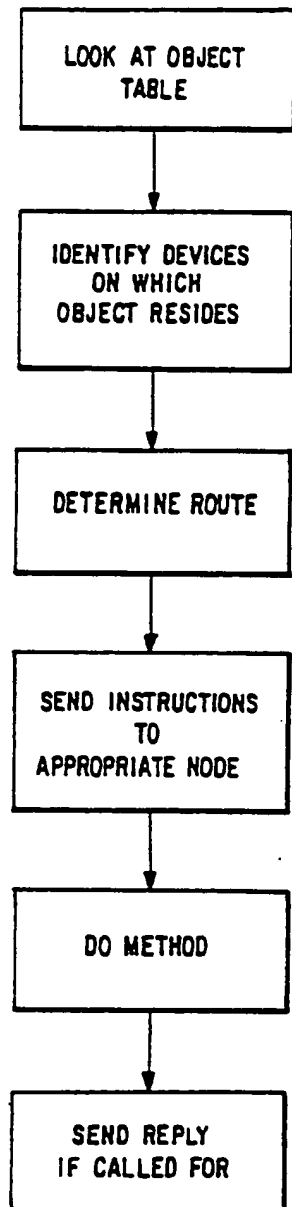 LOOK AT OBJECT
TABLE
IDENTIFY DEVICES
ON WHICH
OBJECT RESIDES
DETERMINE ROUTE
SEND INSTRUCTIONS
TO
APPROPRIATE NODE
DO METHOD
SEND REPLY
IF CALLED FOR